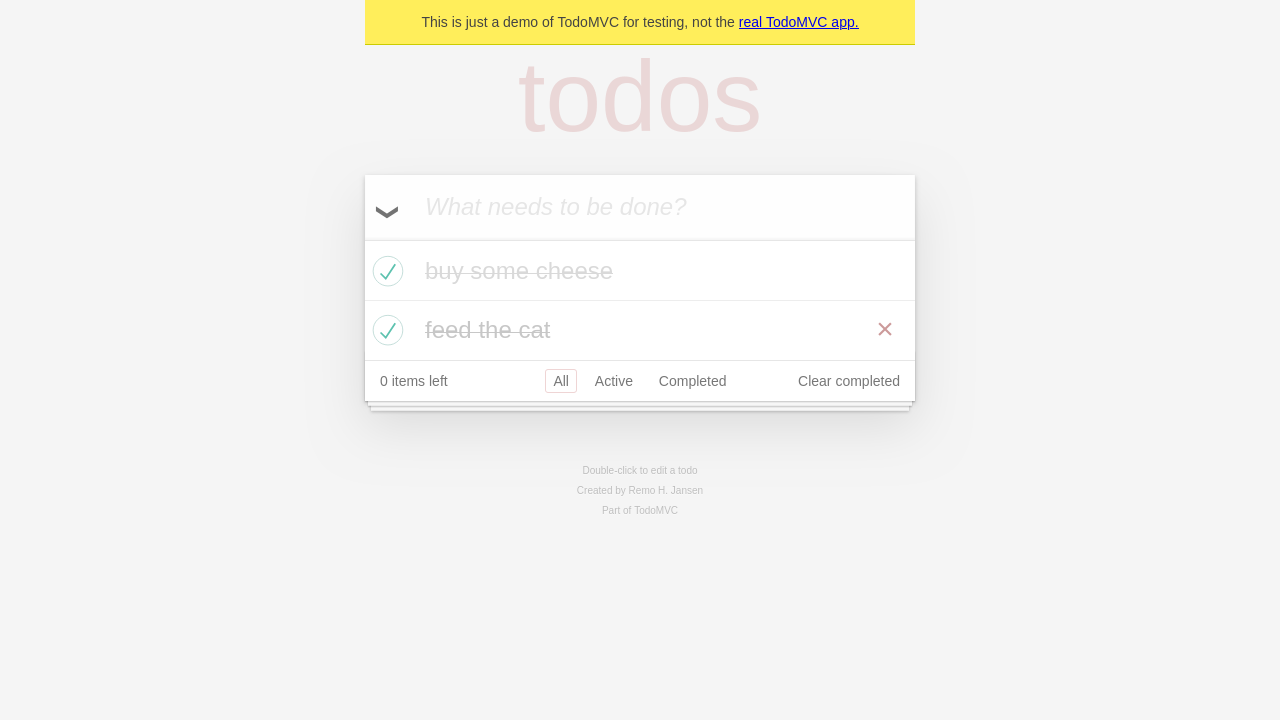 This is just a demo of TodoMVC for testing, not the real TodoMVC app.
todos
What needs to be done?
buy some cheese
feed the cat
0 items left All Active Completed Clear completed
Double-click to edit a todo
Created by Remo H. Jansen
Part of TodoMVC